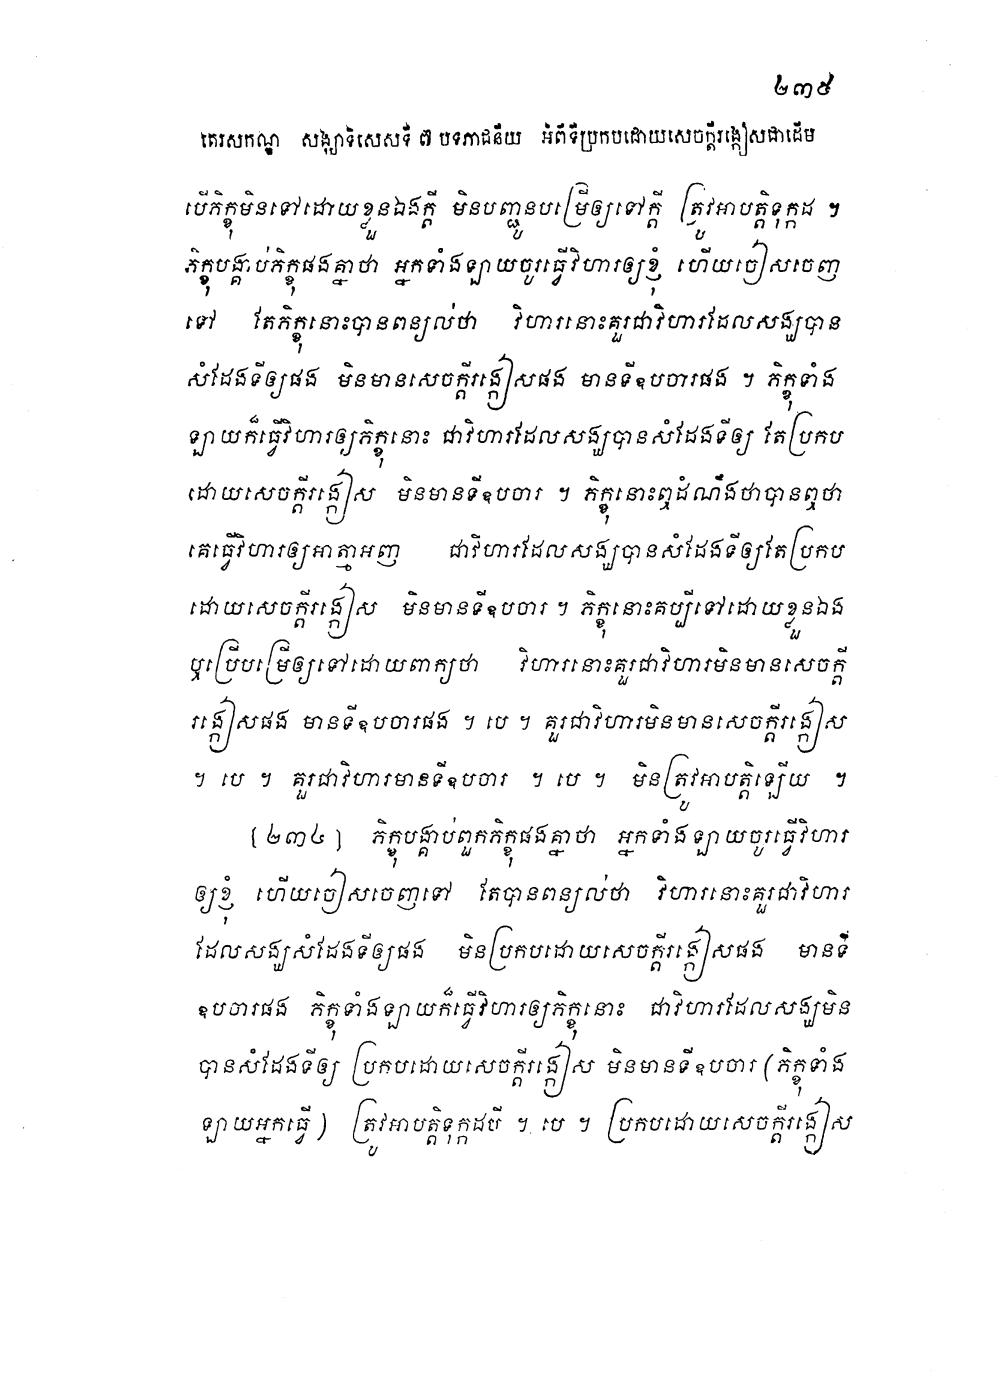 ២៣៥
តេរសកណ្ឌ សង្ឃាទិសេសទី ៧ បទភាជនីយ អំពីទីប្រកបដោយសេចក្តីរង្កៀសជាដើម
បើភិក្ខុមិនទៅដោយខ្លួនឯងក្តី មិនបញ្ជូនបម្រើឲ្យទៅក្តី ត្រូវអាបត្តិទុក្កដ ។
ភិក្ខុបង្គាប់ភិក្ខុផងគ្នាថា អ្នកទាំងឡាយចូរធ្វើវិហារឲ្យខ្ញុំ ហើយចៀសចេញ
ទៅ តែភិក្ខុនោះបានពន្យល់ថា វិហារនោះគួរជាវិហារដែលសង្ឃបាន
សំដែងទីឲ្យផង មិនមានសេចក្តីរង្កៀសផង មានទីឧបចារផង ។ ភិក្ខុទាំង
ឡាយក៏ធ្វើវិហារឲ្យភិក្ខុនោះ ជាវិហារដែលសង្ឃបានសំដែងទីឲ្យ តែប្រកប
ដោយសេចក្តីរង្កៀស មិនមានទីឧបចារ ។ ភិក្ខុនោះឮដំណឹងថាបានឮថា
គេធ្វើវិហារឲ្យអាត្មាអញ ជាវិហារដែលសង្ឃបានសំដែងទីឲ្យតែប្រកប
ដោយសេចក្តីរង្កៀស មិនមានទីឧបចារ ។ ភិក្ខុនោះគប្បីទៅដោយខ្លួនឯង
ឬប្រើបម្រើឲ្យទៅដោយពាក្យថា វិហារនោះគួរជាវិហារមិនមានសេចក្តី
រង្កៀសផង មានទីឧបចារផង ។ បេ ។ គួរជាវិហារមិនមានសេចក្តីរង្កៀស
។ បេ ។ គួរជាវិហារមានទីឧបចារ ។ បេ ។ មិនត្រូវអាបត្តិឡើយ ។
[២៣៤] ភិក្ខុបង្គាប់ពួកភិក្ខុផងគ្នាថា អ្នកទាំងឡាយចូរធ្វើវិហារ
ឲ្យខ្ញុំ ហើយចៀសចេញទៅ តែបានពន្យល់ថា វិហារនោះគួរជាវិហារ
ដែលសង្ឃសំដែងទីឲ្យផង មិនប្រកបដោយសេចក្តីរង្កៀសផង មានទី
ឧបចារផង ភិក្ខុទាំងឡាយក៏ធ្វើវិហារឲ្យភិក្ខុនោះ ជាវិហារដែលសង្ឃមិន
បានសំដែងទីឲ្យ ប្រកបដោយសេចក្តីរង្កៀស មិនមានទីឧបចារ (ភិក្ខុទាំង
ឡាយអ្នកធ្វើ) ត្រូវអាបត្តិទុក្កដបី ។ បេ ។ ប្រកបដោយសេចក្តីរង្កៀស